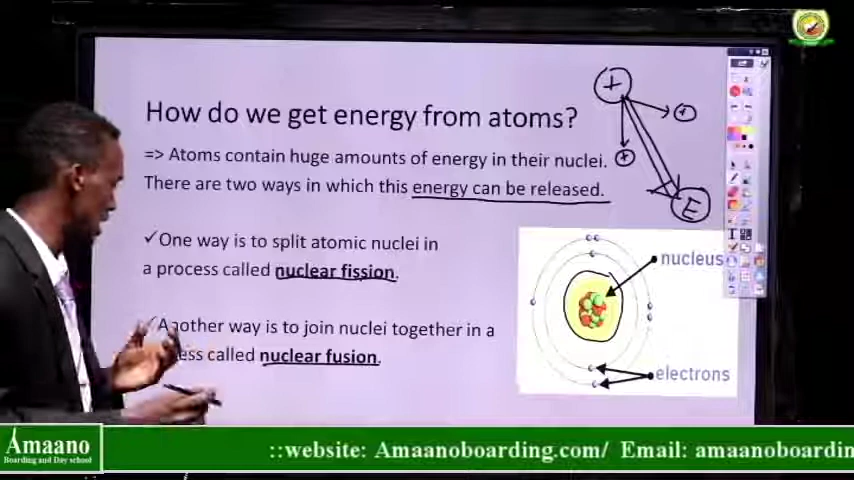 How do we get energy from atoms?
=> Atoms contain huge amounts of energy in their nuclei.
There are two ways in which this energy can be released.
✓One way is to split atomic nuclei in
a process called nuclear fission.
Another way is to join nuclei together in a
called nuclear fusion.
+
+
+
E
nucleus
electrons
Amaano
Boarding and Day school
::website: Amaanoboarding.com/ Email: amaanoboardin